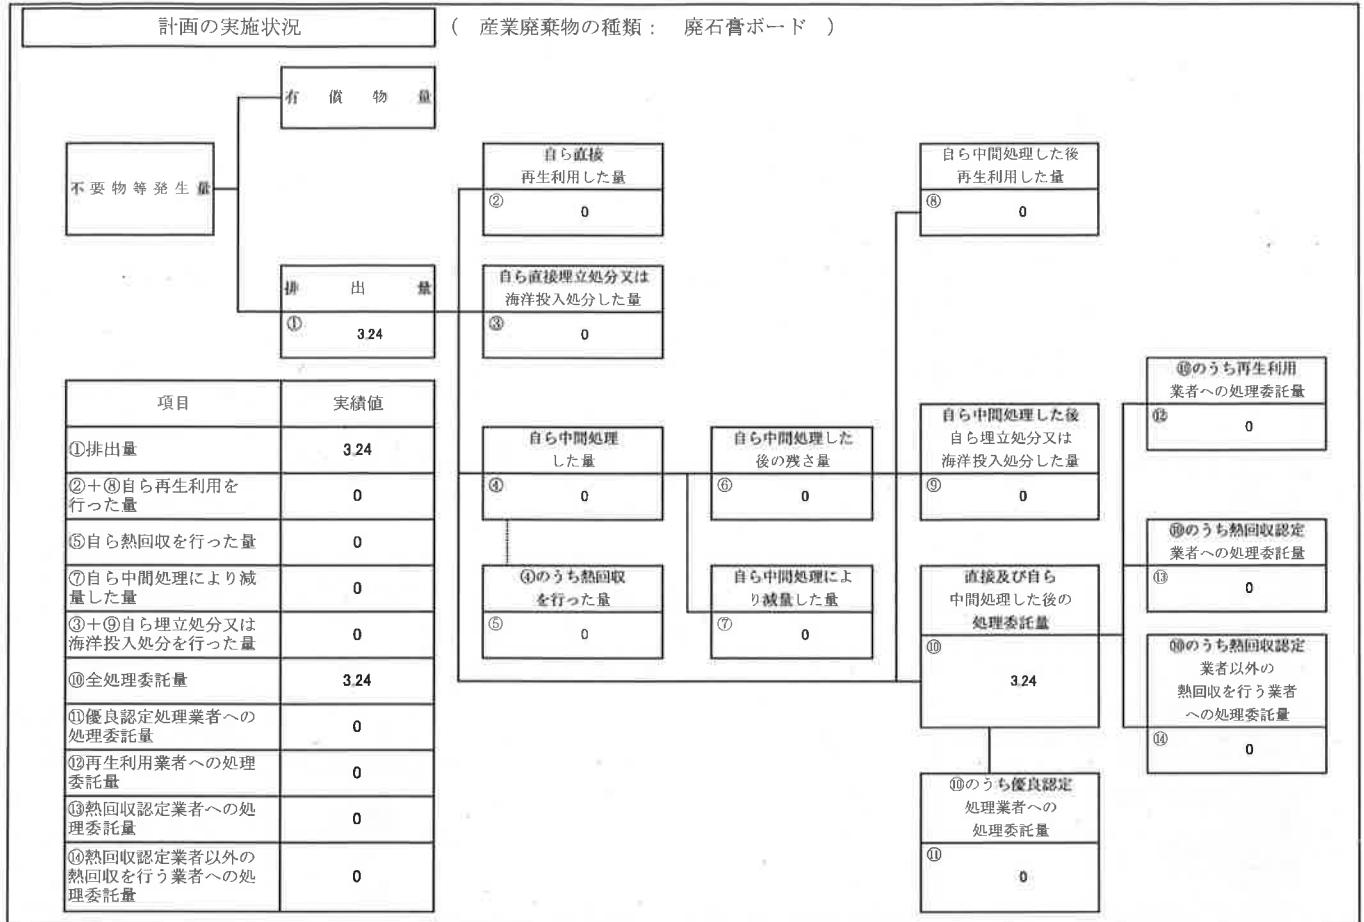 計画の実施状況
( 産業廃棄物の種類： 廃石膏ボード )
有 償 物 量
不要物等発生量
排 出 量
① 3.24
自ら直接
再生利用した量
② 0
自ら直接埋立処分又は
海洋投入処分した量
③ 0
自ら中間処理した後
再生利用した量
⑧ 0
自ら中間処理
した量
④ 0
④のうち熱回収
を行った量
⑤ 0
自ら中間処理した
後の残さ量
⑥ 0
自ら中間処理によ
り減量した量
⑦ 0
自ら中間処理した後
自ら埋立処分又は
海洋投入処分した量
⑨ 0
直接及び自ら
中間処理した後の
処理委託量
⑩
3.24
⑩のうち優良認定
処理業者への
処理委託量
⑪
0
⑩のうち再生利用
業者への処理委託量
⑫ 0
⑩のうち熱回収認定
業者への処理委託量
⑬ 0
⑩のうち熱回収認定
業者以外の
熱回収を行う業者
への処理委託量
⑭ 0
項目 実績値
①排出量 3.24
②＋⑧自ら再生利用を
行った量 0
⑤自ら熱回収を行った量 0
⑦自ら中間処理により減
量した量 0
③＋⑨自ら埋立処分又は
海洋投入処分を行った量 0
⑩全処理委託量 3.24
⑪優良認定処理業者への
処理委託量 0
⑫再生利用業者への処理
委託量 0
⑬熱回収認定業者への処
理委託量 0
⑭熱回収認定業者以外の
熱回収を行う業者への処
理委託量 0